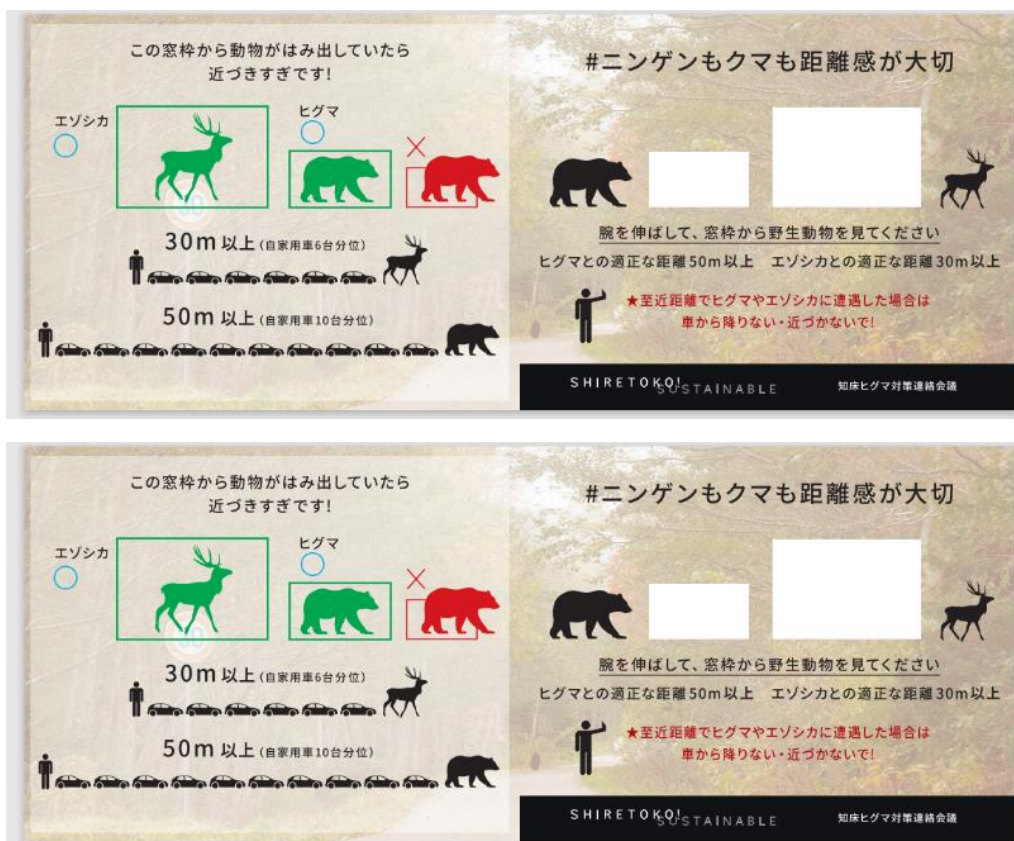 この窓枠から動物がはみ出していたら
近づきすぎです!
エゾシカ
ヒグマ
30m以上(自家用車6台分位)
50m以上(自家用車10台分位)
#ニンゲンもクマも距離感が大切
腕を伸ばして、窓枠から野生動物を見てください
ヒグマとの適正な距離50m以上 エゾシカとの適正な距離30m以上
★至近距離でヒグマやエゾシカに遭遇した場合は
車から降りない・近づかないで!
SHIRETOKO!
SUSTAINABLE
知床ヒグマ対策連絡会議
この窓枠から動物がはみ出していたら
近づきすぎです!
エゾシカ
ヒグマ
30m以上(自家用車6台分位)
50m以上(自家用車10台分位)
#ニンゲンもクマも距離感が大切
腕を伸ばして、窓枠から野生動物を見てください
ヒグマとの適正な距離50m以上 エゾシカとの適正な距離30m以上
★至近距離でヒグマやエゾシカに遭遇した場合は
車から降りない・近づかないで!
SHIRETOKO!
SUSTAINABLE
知床ヒグマ対策連絡会議